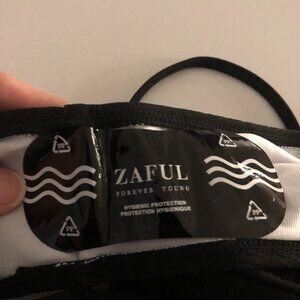 ZAFUL
FOREVER YOUNG
HYGIENIC PROTECTION
PROTECTION HYGIENIQUE